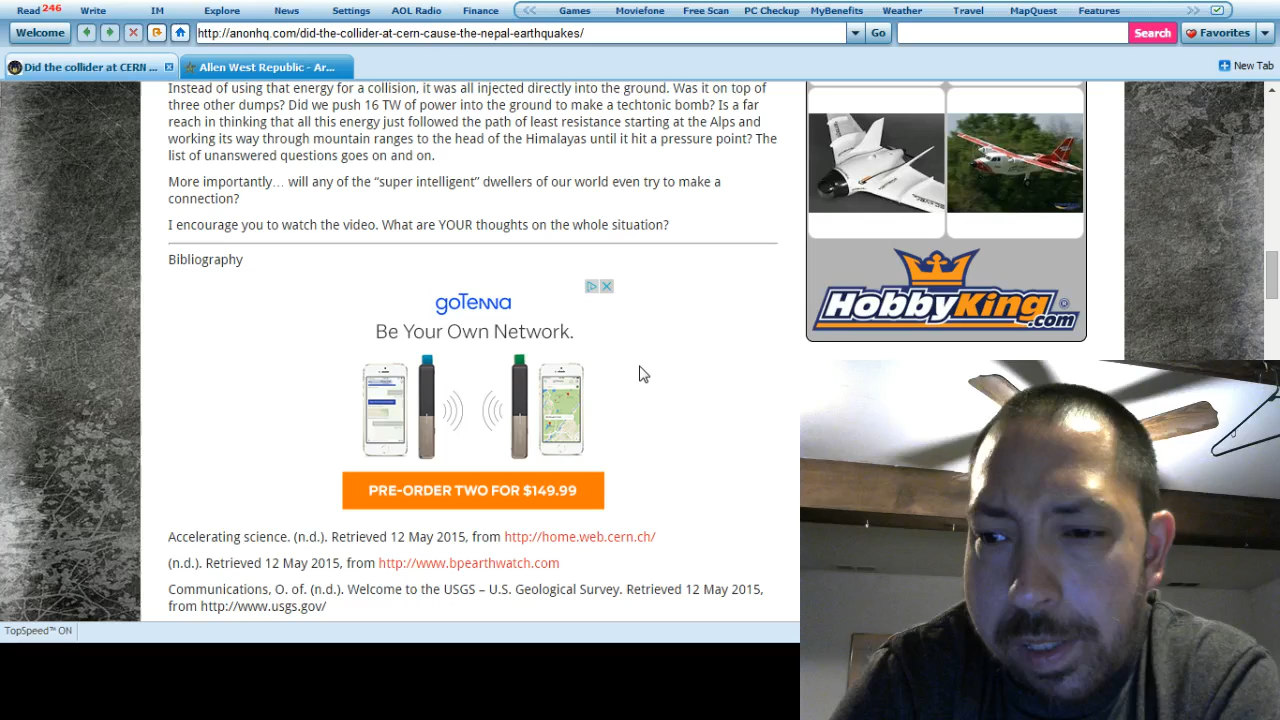 Read 246 Write IM Explore News Settings AOL Radio Finance Games Moviefone Free Scan PC Checkup MyBenefits Weather Travel MapQuest Features
Welcome http://anonhq.com/did-the-collider-at-cern-cause-the-nepal-earthquakes/ Go Search Favorites
Did the collider at CERN ... Allen West Republic - Ar... New Tab
Instead of using that energy for a collision, it was all injected directly into the ground. Was it on top of
three other dumps? Did we push 16 TW of power into the ground to make a techtonic bomb? Is a far
reach in thinking that all this energy just followed the path of least resistance starting at the Alps and
working its way through mountain ranges to the head of the Himalayas until it hit a pressure point? The
list of unanswered questions goes on and on.
More importantly… will any of the “super intelligent” dwellers of our world even try to make a
connection?
I encourage you to watch the video. What are YOUR thoughts on the whole situation?
Bibliography
goTenna
Be Your Own Network.
PRE-ORDER TWO FOR $149.99
HobbyKing
.com
Accelerating science. (n.d.). Retrieved 12 May 2015, from http://home.web.cern.ch/
(n.d.). Retrieved 12 May 2015, from http://www.bpearthwatch.com
Communications, O. of. (n.d.). Welcome to the USGS – U.S. Geological Survey. Retrieved 12 May 2015,
from http://www.usgs.gov/
TopSpeed™ ON